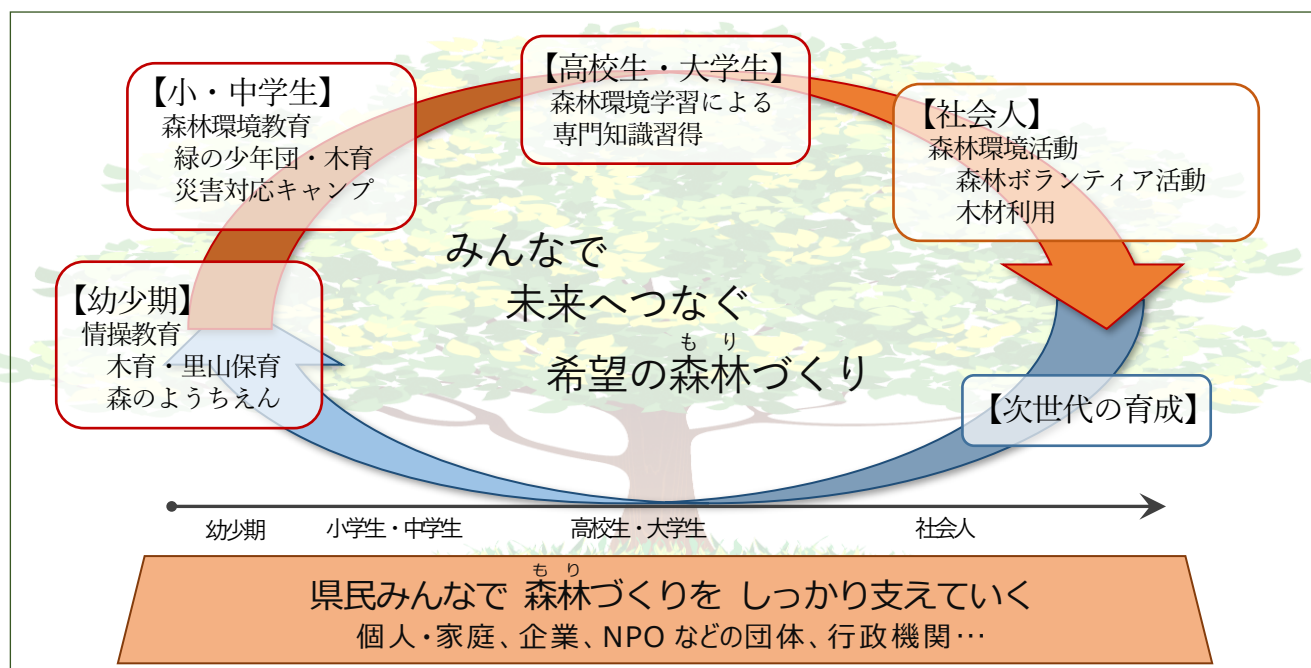 【高校生・大学生】
森林環境学習による
専門知識習得
【小・中学生】
森林環境教育
緑の少年団・木育
災害対応キャンプ
【社会人】
森林環境活動
森林ボランティア活動
木材利用
【幼少期】
情操教育
木育・里山保育
森のようちえん
みんなで
未来へつなぐ
もり
希望の森林づくり
【次世代の育成】
幼少期 小学生・中学生 高校生・大学生 社会人
もり
県民みんなで 森林づくりを しっかり支えていく
個人・家庭、企業、NPO などの団体、行政機関…